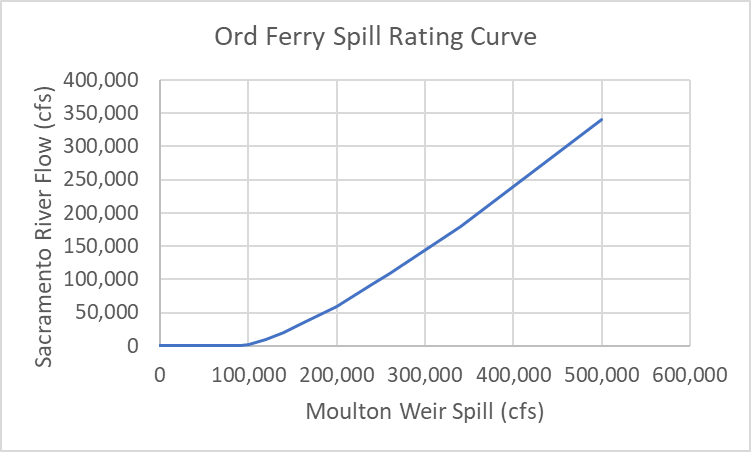 Ord Ferry Spill Rating Curve
400,000
350,000
300,000
250,000
200,000
150,000
100,000
50,000
0
Sacramento River Flow (cfs)
0 100,000 200,000 300,000 400,000 500,000 600,000
Moulton Weir Spill (cfs)